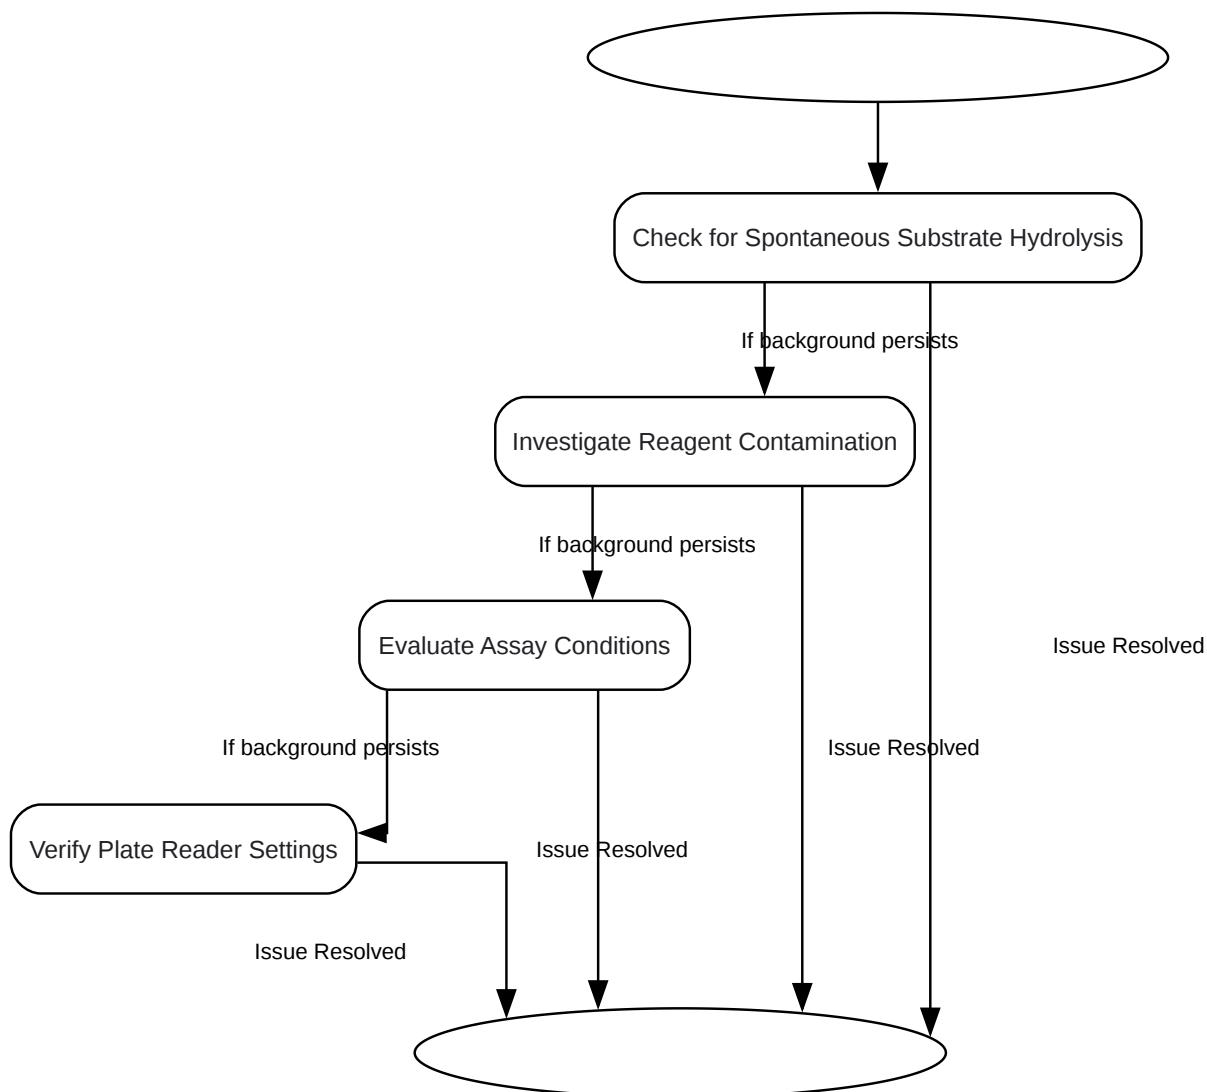 Check for Spontaneous Substrate Hydrolysis
If background persists
Investigate Reagent Contamination
If background persists
Evaluate Assay Conditions
Issue Resolved
If background persists
Issue Resolved
Verify Plate Reader Settings
Issue Resolved
Issue Resolved